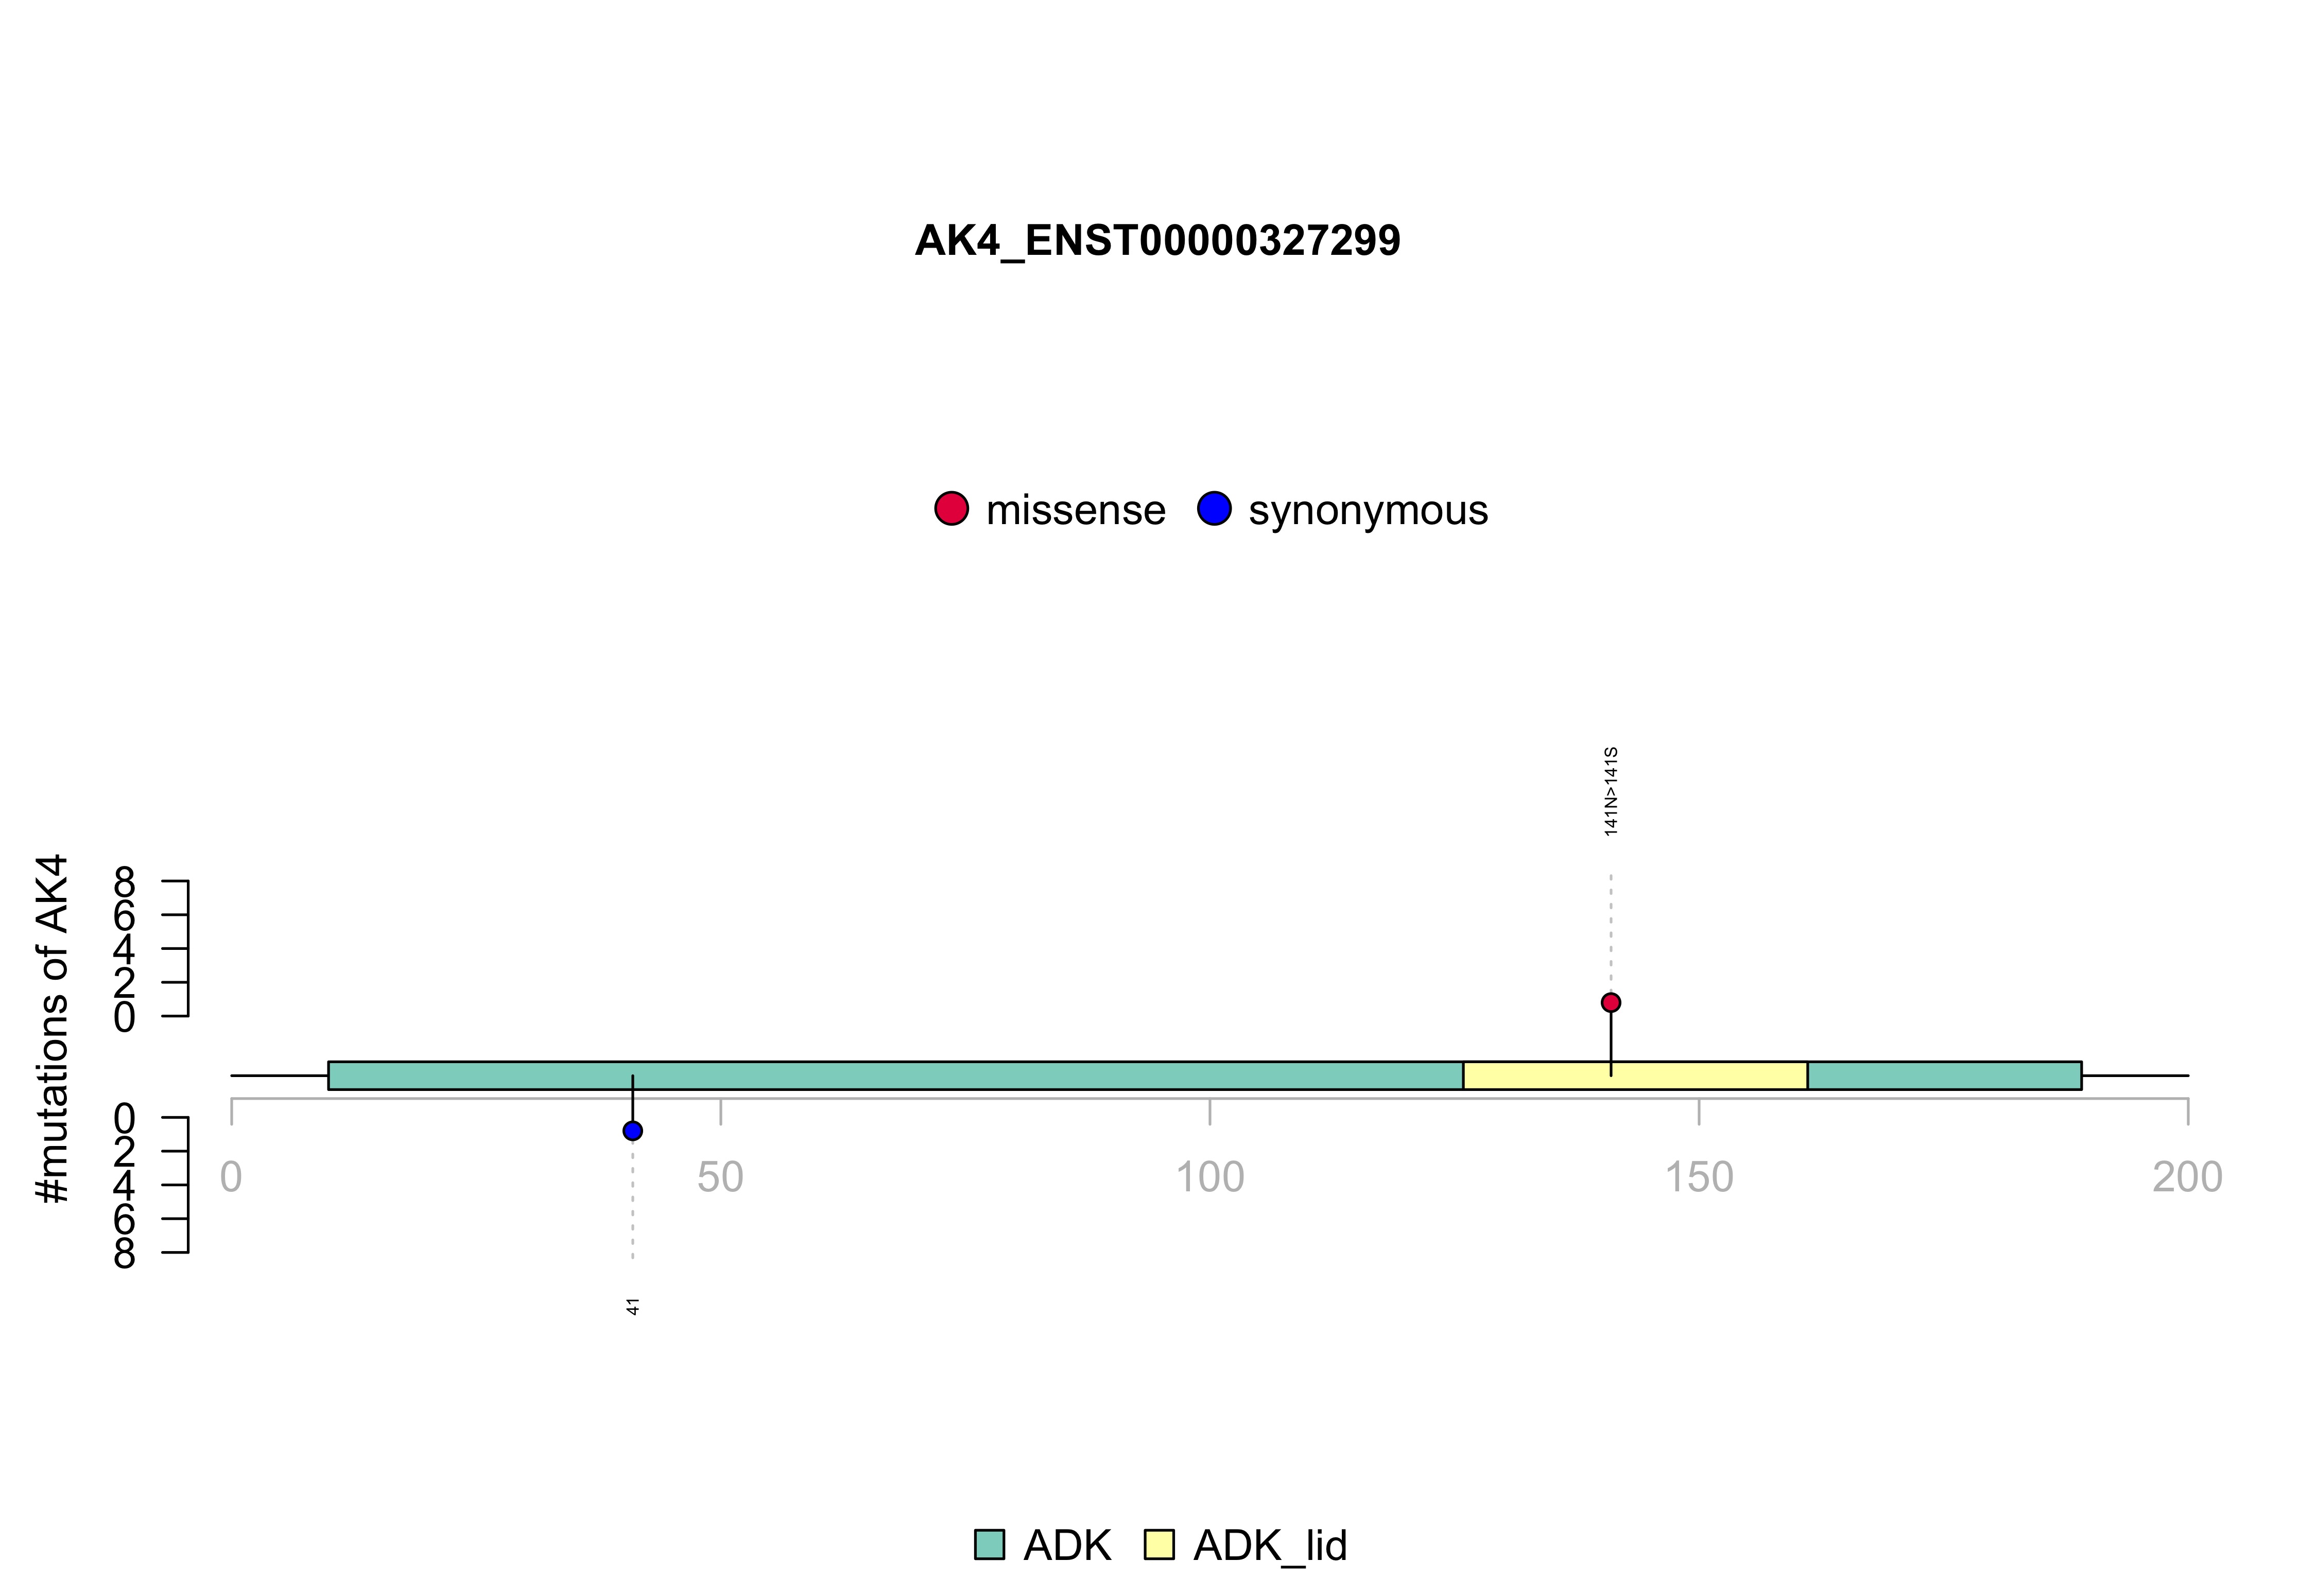 AK4_ENST00000327299
missense synonymous
141N>141S
#mutations of AK4
8
6
4
2
0
0
2
4
6
8
0 50 100 150 200
41
ADK ADK_lid